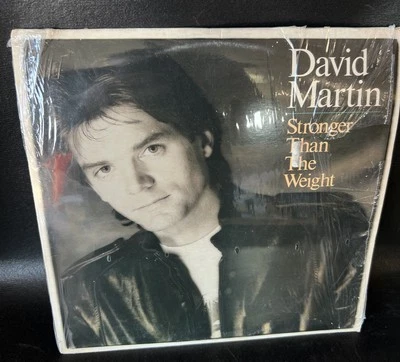 David
Martin
Stronger
Than
The
Weight